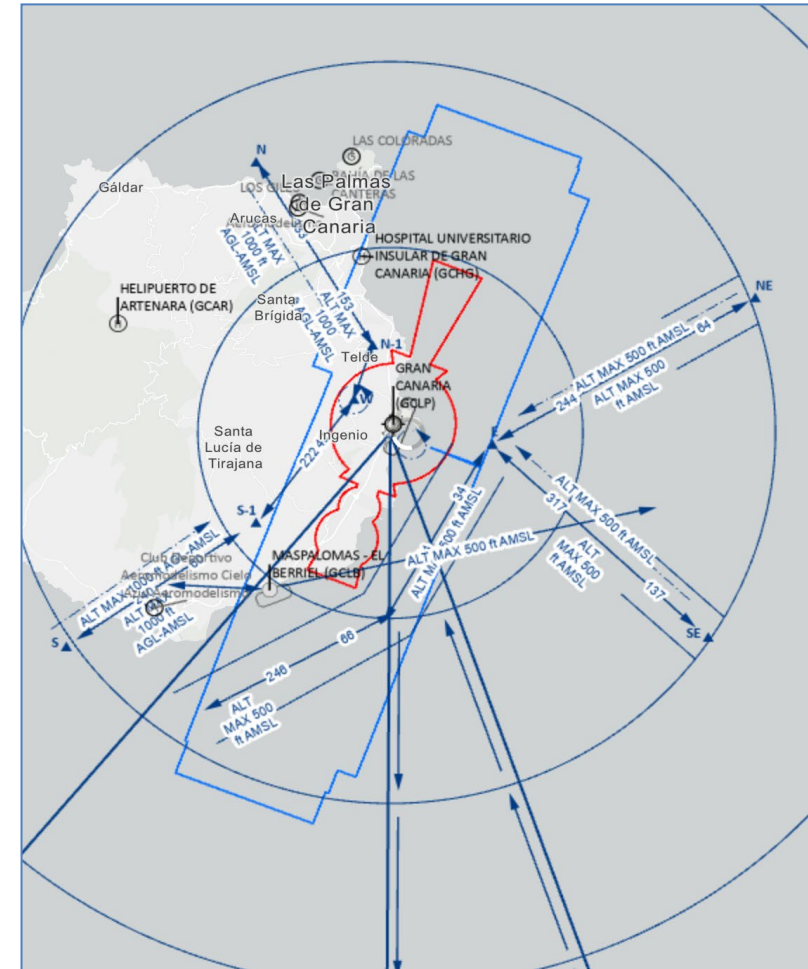 LAS COLORADAS
N
BAHÍA DE LAS
CANTERAS
Gáldar
LOS GILES
Las Palmas
de Gran
Canaria
Arucas
ALT MAX
1000 ft
AGL-AMSL
HOSPITAL UNIVERSITARIO
INSULAR DE GRAN
CANARIA (GCHG)
HELIPUERTO DE
ARTENARA (GCAR)
NE
153
ALT MAX
1000
AGL-AMSL
Santa
Brígida
64
ALT MAX 500 ft AMSL
244
ALT MAX 500
ft AMSL
N-1
Telde
GRAN
CANARIA
(GCLP)
W
Ingenio
Santa
Lucía de
Tirajana
222
E
34
317
ALT MAX 500 ft AMSL
ALT
MAX 500
ft AMSL
137
SE
S-1
ALT MAX 500 ft AMSL
ALT MAX 1000 ft AGL-AMSL
Club Deportivo
Aeromodelismo Cielo
Azul Aeromodelismo
MASPALOMAS - EL
BERRIEL (GCLB)
1000 ft
AGL-AMSL
S
66
246
ALT
MAX 500
ft AMSL